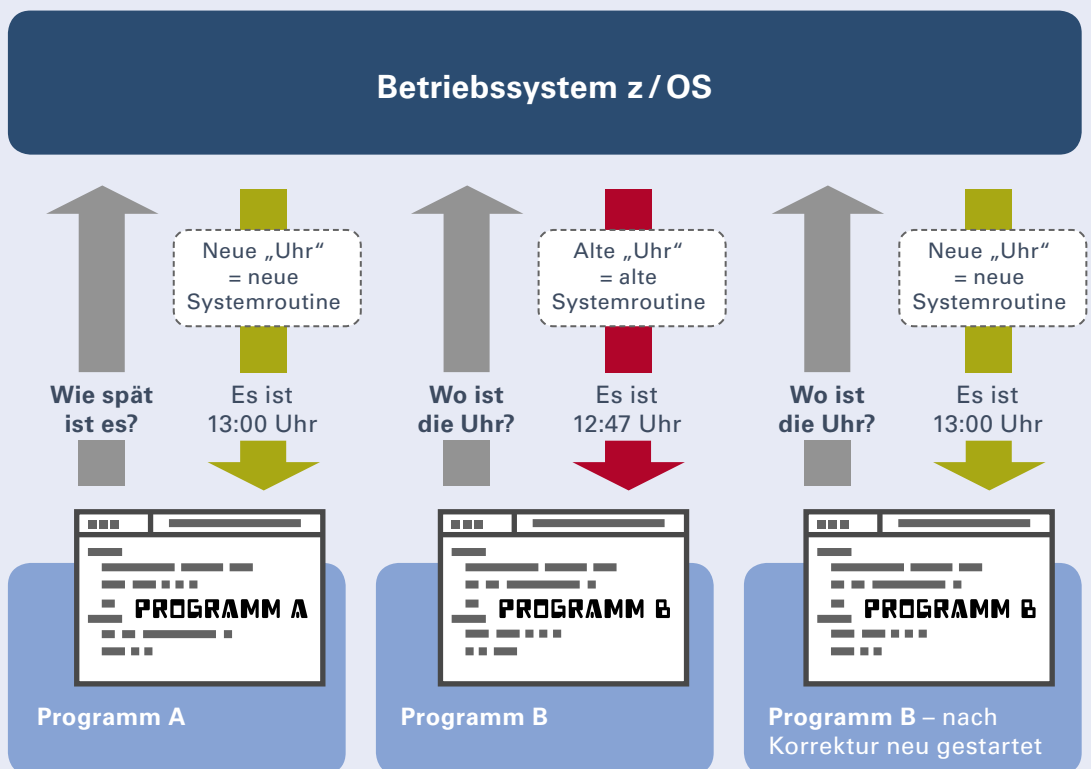 Betriebssystem z / OS
Neue „Uhr“
= neue
Systemroutine
Wie spät
ist es?
Es ist
13:00 Uhr
PROGRAMM A
Programm A
Alte „Uhr“
= alte
Systemroutine
Wo ist
die Uhr?
Es ist
12:47 Uhr
PROGRAMM B
Programm B
Neue „Uhr“
= neue
Systemroutine
Wo ist
die Uhr?
Es ist
13:00 Uhr
PROGRAMM B
Programm B – nach
Korrektur neu gestartet